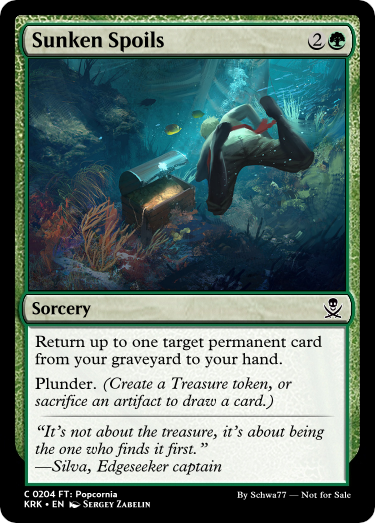 Sunken Spoils 2
Sorcery
Return up to one target permanent card
from your graveyard to your hand.
Plunder. (Create a Treasure token, or
sacrifice an artifact to draw a card.)
“It’s not about the treasure, it’s about being
the one who finds it first.”
—Silva, Edgeseeker captain
C 0204 FT: Popcornia
KRK • EN Sergey Zabelin
By Schwa77 — Not for Sale